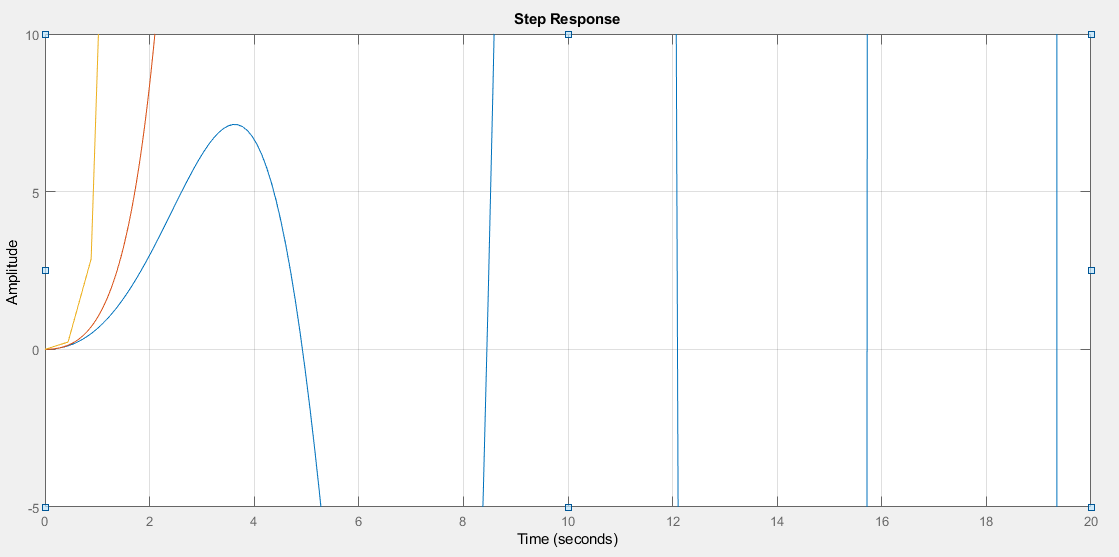 Step Response
10
5
0
-5
Amplitude
0 2 4 6 8 10 12 14 16 18 20
Time (seconds)